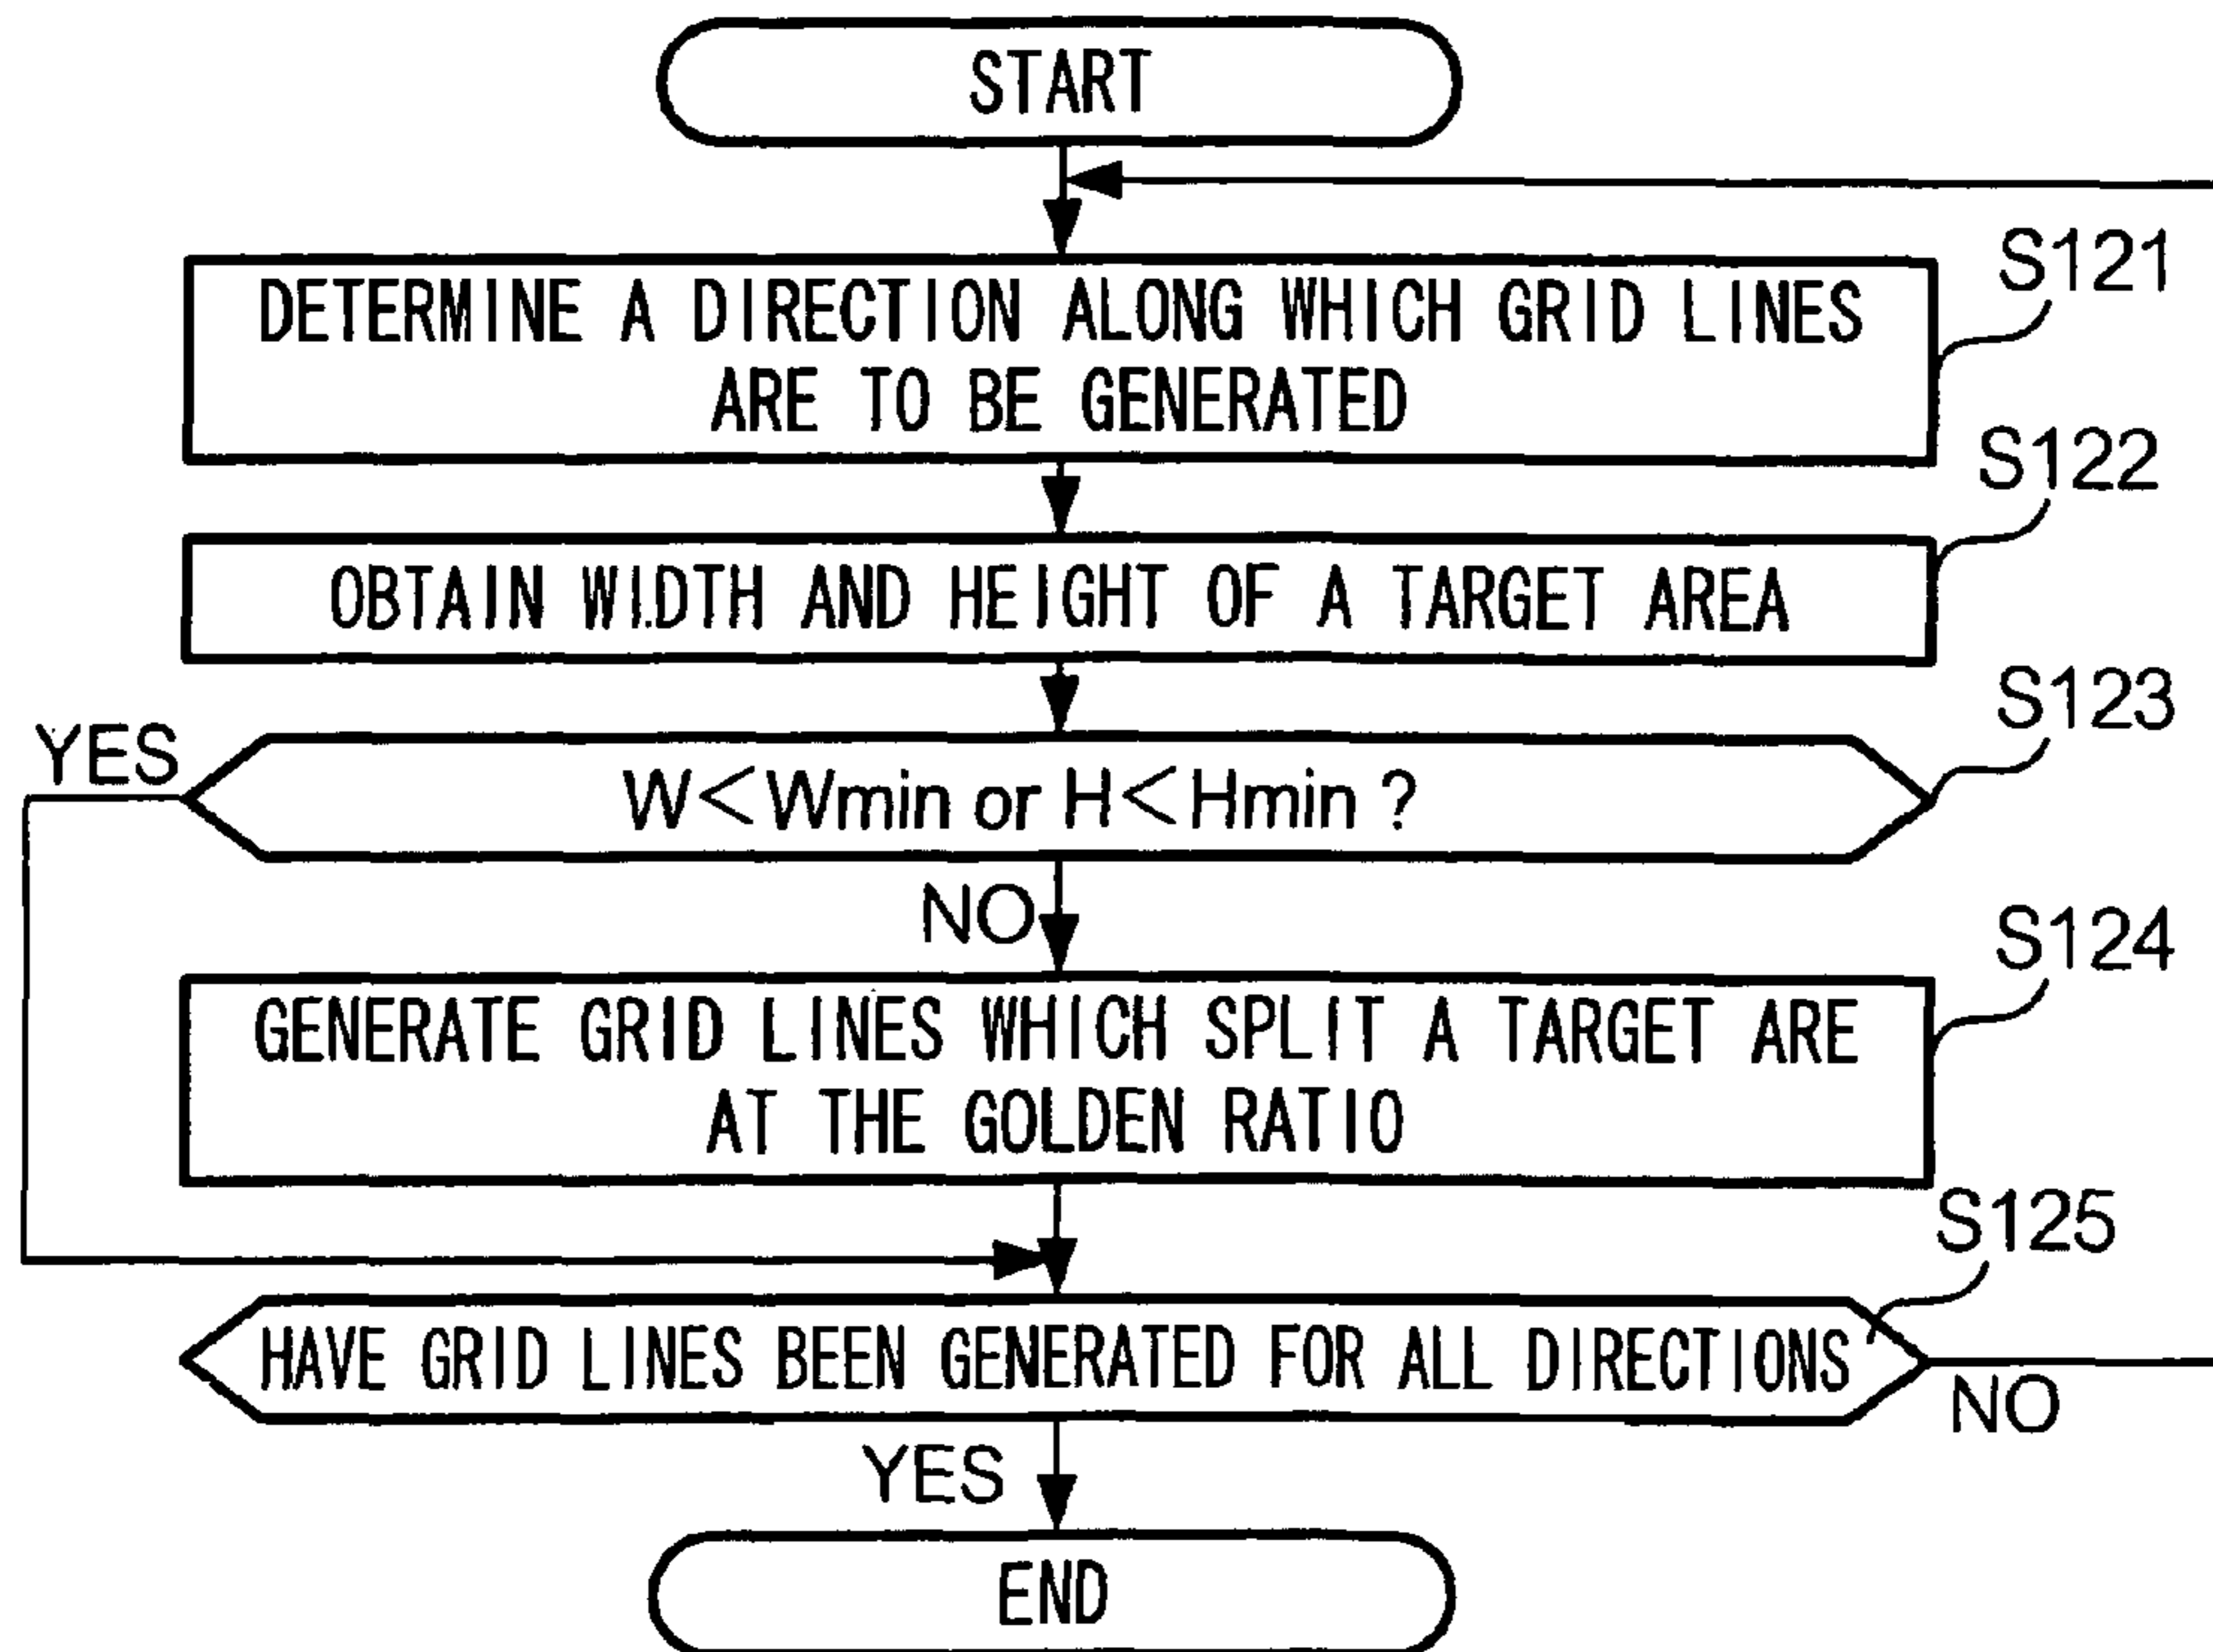 START
S121
DETERMINE A DIRECTION ALONG WHICH GRID LINES
ARE TO BE GENERATED
S122
OBTAIN WIDTH AND HEIGHT OF A TARGET AREA
S123
YES
W<Wmin or H<Hmin ?
NO
S124
GENERATE GRID LINES WHICH SPLIT A TARGET ARE
AT THE GOLDEN RATIO
S125
HAVE GRID LINES BEEN GENERATED FOR ALL DIRECTIONS
NO
YES
END